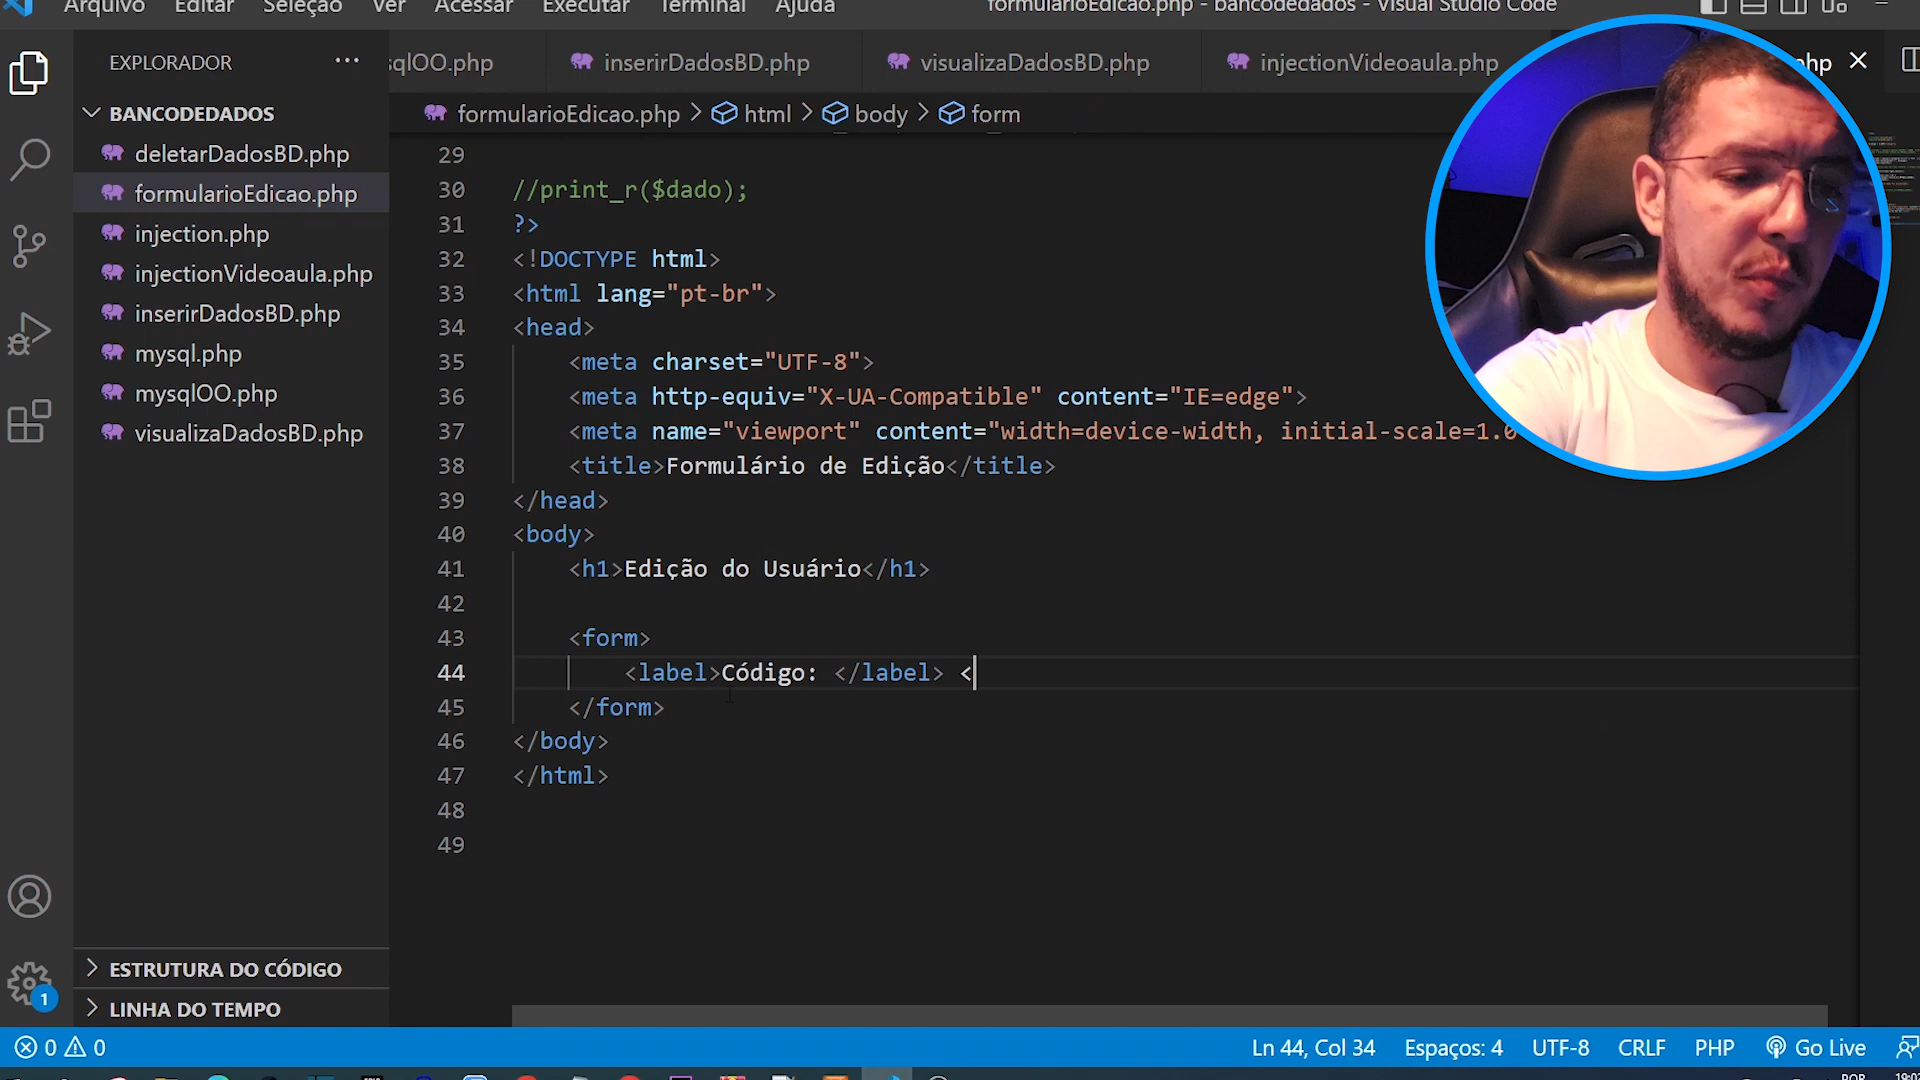 Arquivo Editar Seleção Ver Acessar Executar Terminal Ajuda formularioEdicao.php - bancodedados - Visual Studio Code
EXPLORADOR ···
BANCODEDADOS
deletarDadosBD.php
formularioEdicao.php
injection.php
injectionVideoaula.php
inserirDadosBD.php
mysql.php
mysqlOO.php
visualizaDadosBD.php
ESTRUTURA DO CÓDIGO
LINHA DO TEMPO
1
sqlOO.php inserirDadosBD.php visualizaDadosBD.php injectionVideoaula.php php
formularioEdicao.php > html > body > form
29
30 //print_r($dado);
31 ?>
32 <!DOCTYPE html>
33 <html lang="pt-br">
34 <head>
35 <meta charset="UTF-8">
36 <meta http-equiv="X-UA-Compatible" content="IE=edge">
37 <meta name="viewport" content="width=device-width, initial-scale=1.0
38 <title>Formulário de Edição</title>
39 </head>
40 <body>
41 <h1>Edição do Usuário</h1>
42
43 <form>
44 <label>Código: </label> <
45 </form>
46 </body>
47 </html>
48
49
0 0 Ln 44, Col 34 Espaços: 4 UTF-8 CRLF PHP Go Live